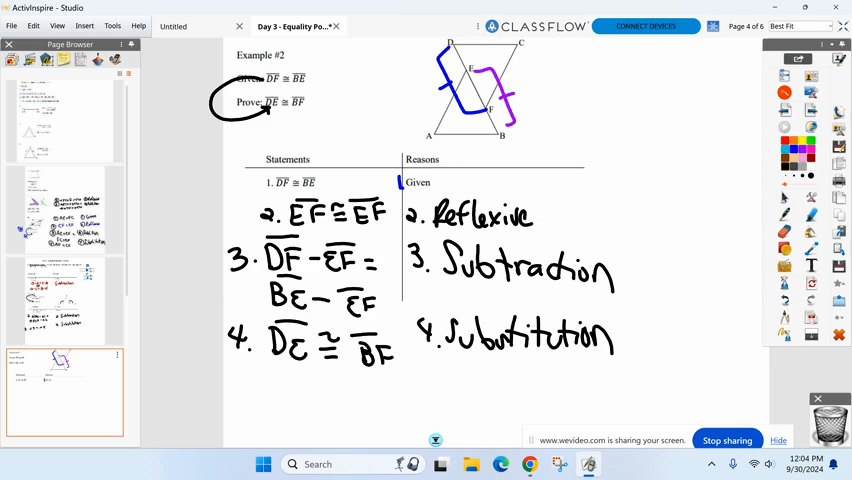 ActivInspire - Studio
File Edit View Insert Tools Help
Untitled
Day 3 - Equality Po...*
CLASSFLOW
CONNECT DEVICES
Page 4 of 6
Best Fit
Page Browser
Example #2
Given: DF ≅ BE
Prove: DE ≅ BF
D C
E
F
A B
Statements Reasons
1. DF ≅ BE 1 Given
2. EF ≅ EF 2. Reflexive
3. DF - EF = 3. Subtraction
BE - EF
4. DE ≅ BF 4. Substitution
www.wevideo.com is sharing your screen.
Stop sharing
Hide
Search
12:04 PM
9/30/2024